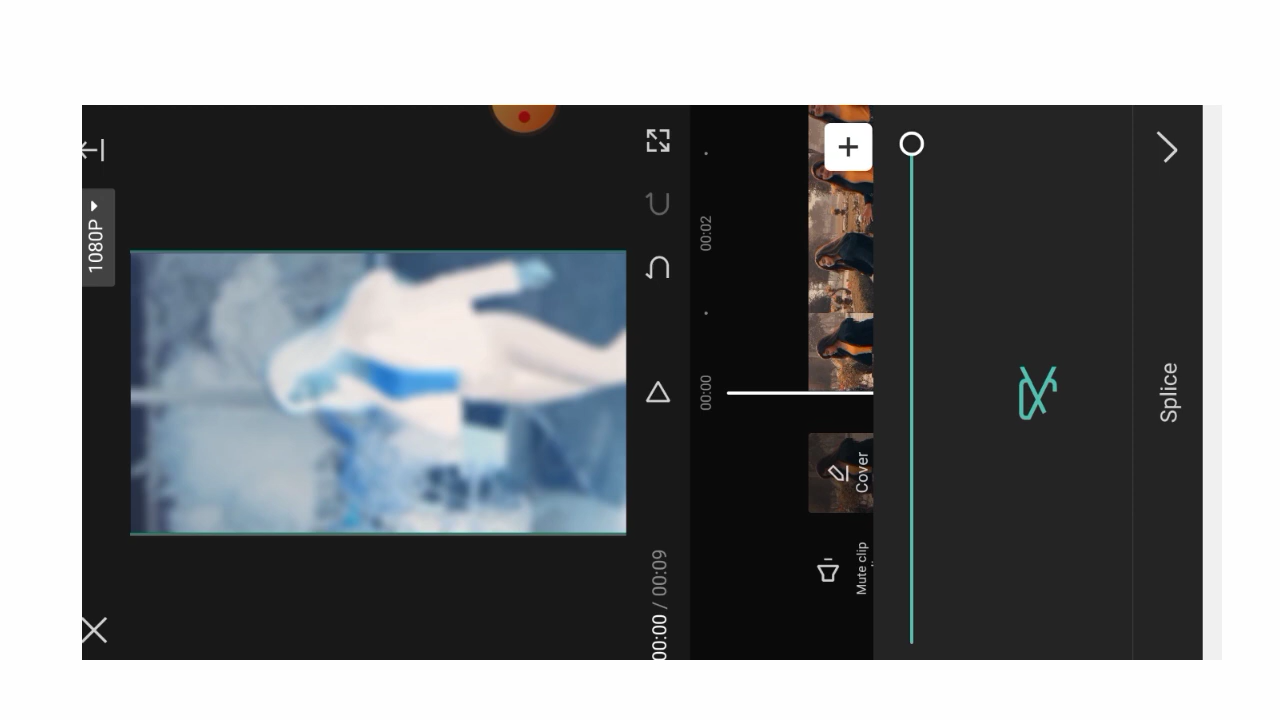 1080P
00:00 / 00:09
00:00
00:02
Mute clip
Cover
Splice